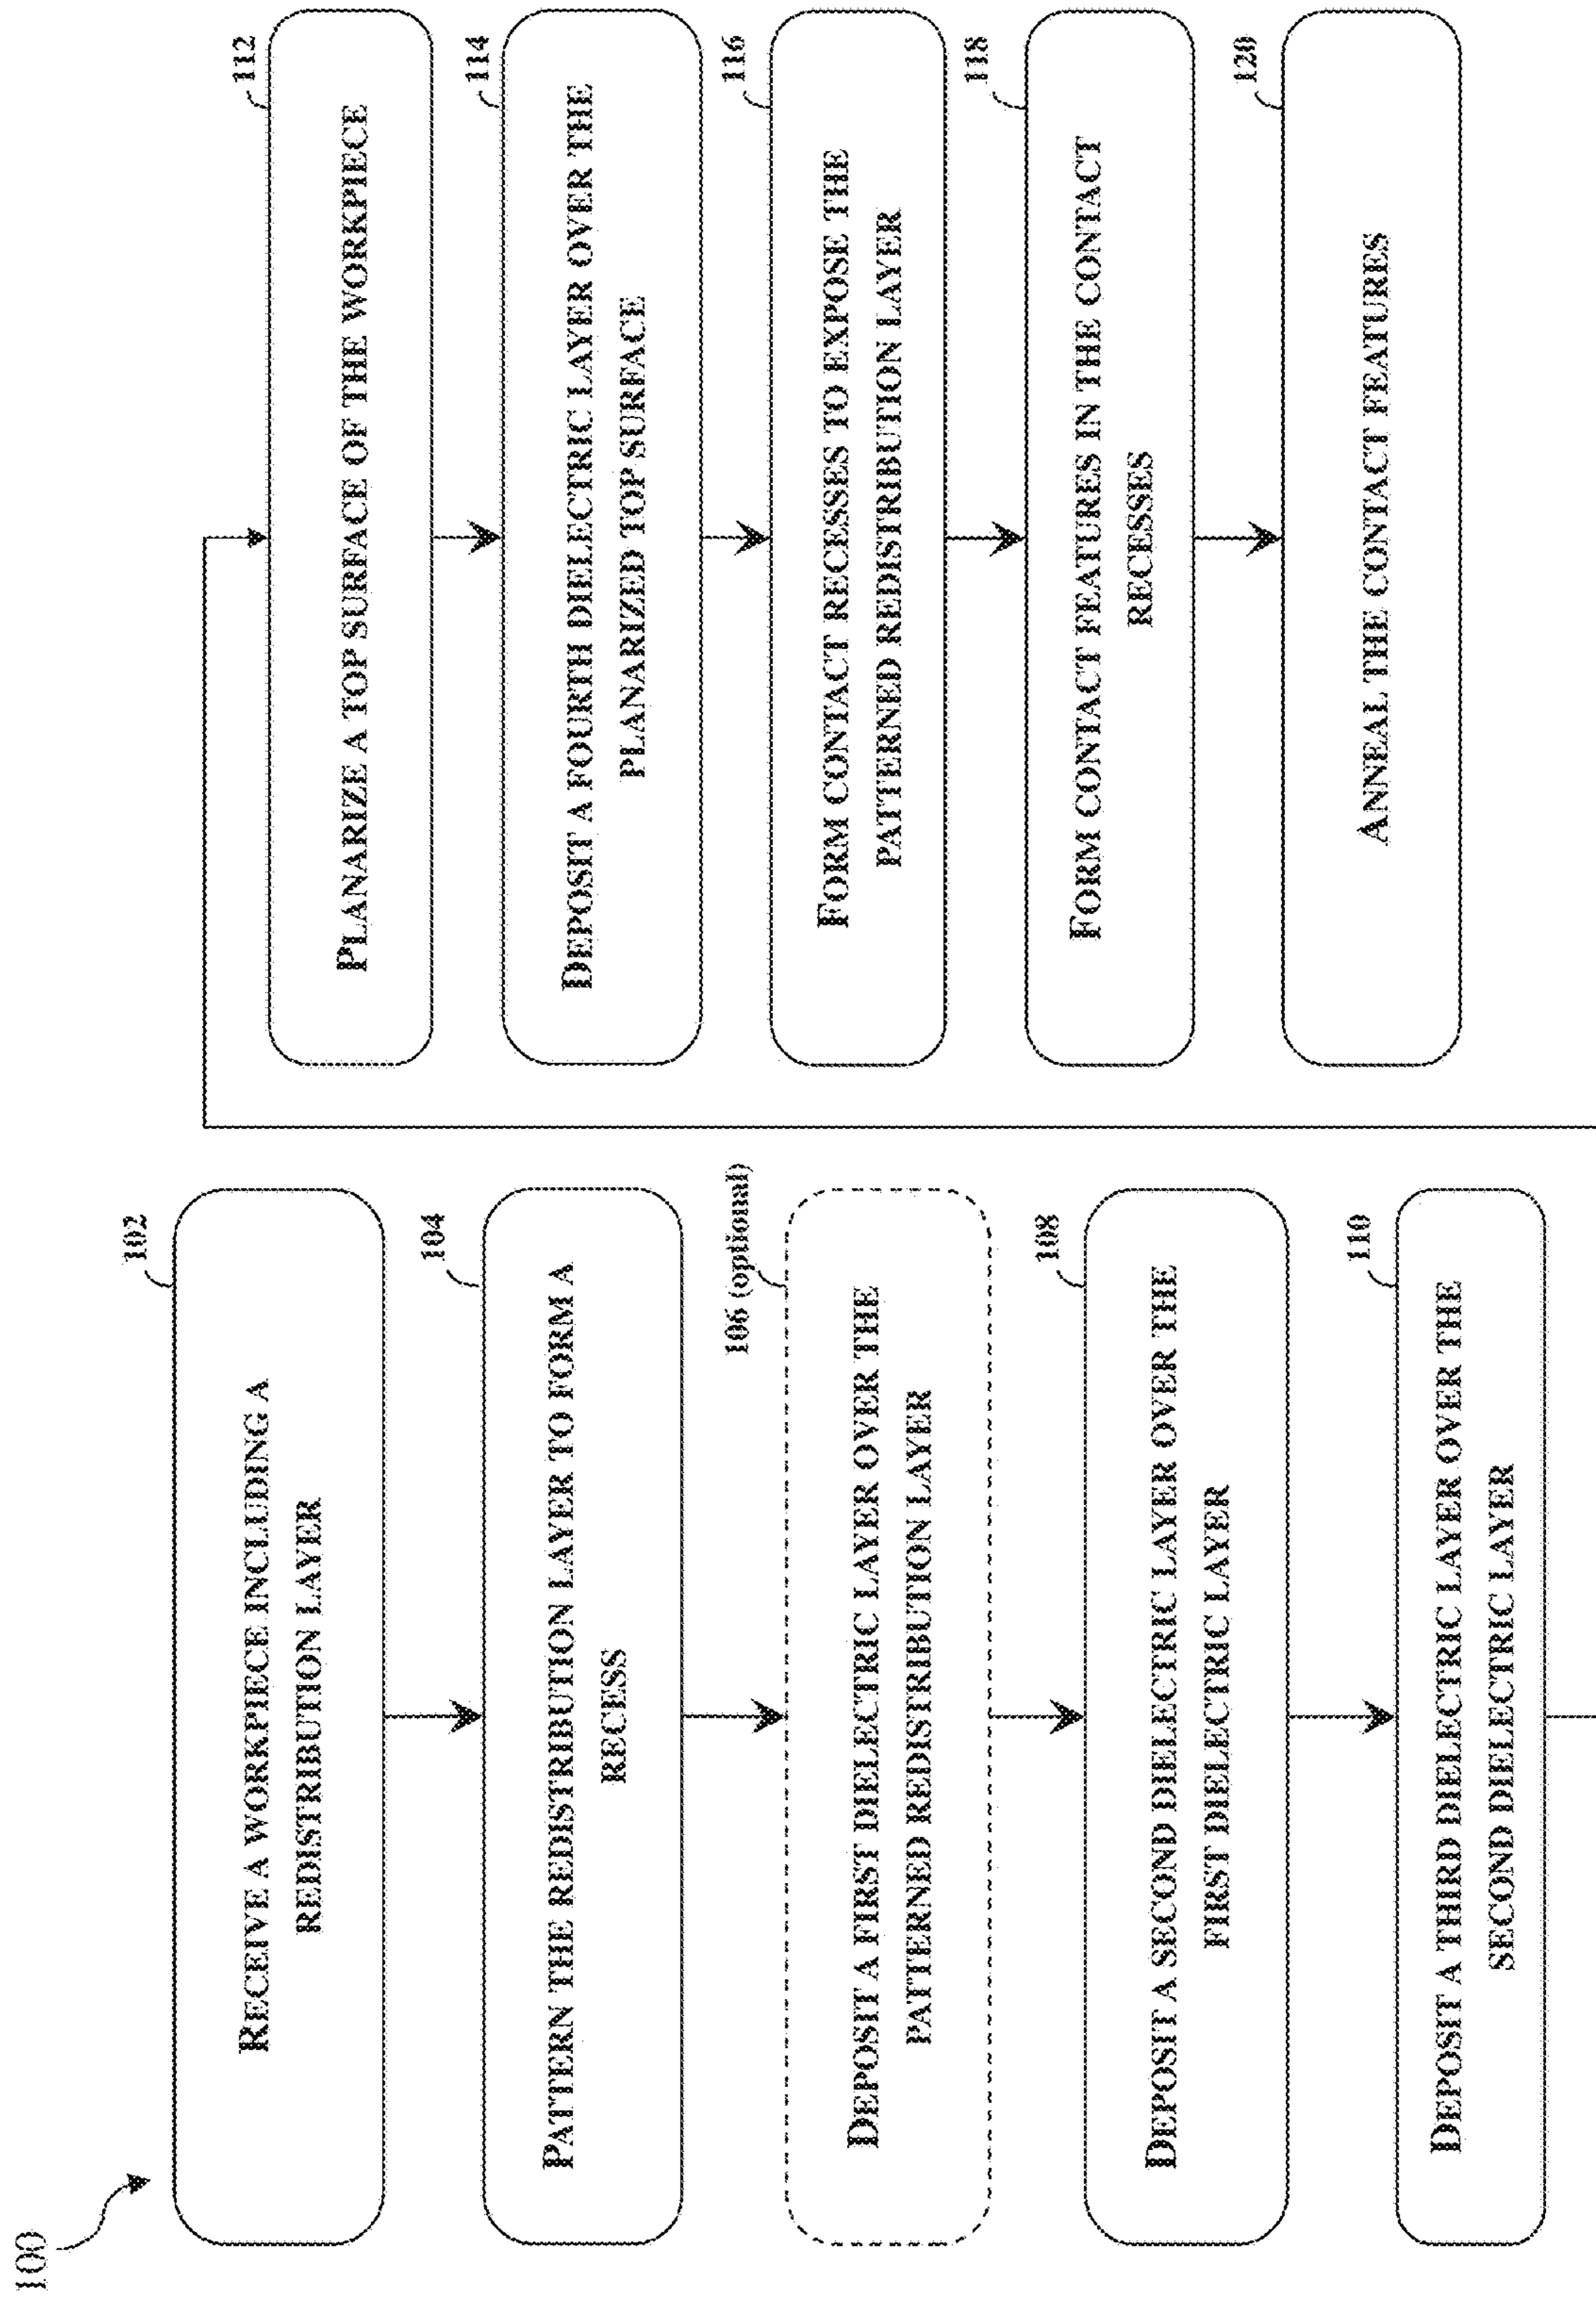 100
102
RECEIVE A WORKPIECE INCLUDING A
REDISTRIBUTION LAYER
104
PATTERN THE REDISTRIBUTION LAYER TO FORM A
RECESS
106 (optional)
DEPOSIT A FIRST DIELECTRIC LAYER OVER THE
PATTERNED REDISTRIBUTION LAYER
108
DEPOSIT A SECOND DIELECTRIC LAYER OVER THE
FIRST DIELECTRIC LAYER
110
DEPOSIT A THIRD DIELECTRIC LAYER OVER THE
SECOND DIELECTRIC LAYER
112
PLANARIZE A TOP SURFACE OF THE WORKPIECE
114
DEPOSIT A FOURTH DIELECTRIC LAYER OVER THE
PLANARIZED TOP SURFACE
116
FORM CONTACT RECESSES TO EXPOSE THE
PATTERNED REDISTRIBUTION LAYER
118
FORM CONTACT FEATURES IN THE CONTACT
RECESSES
120
ANNEAL THE CONTACT FEATURES